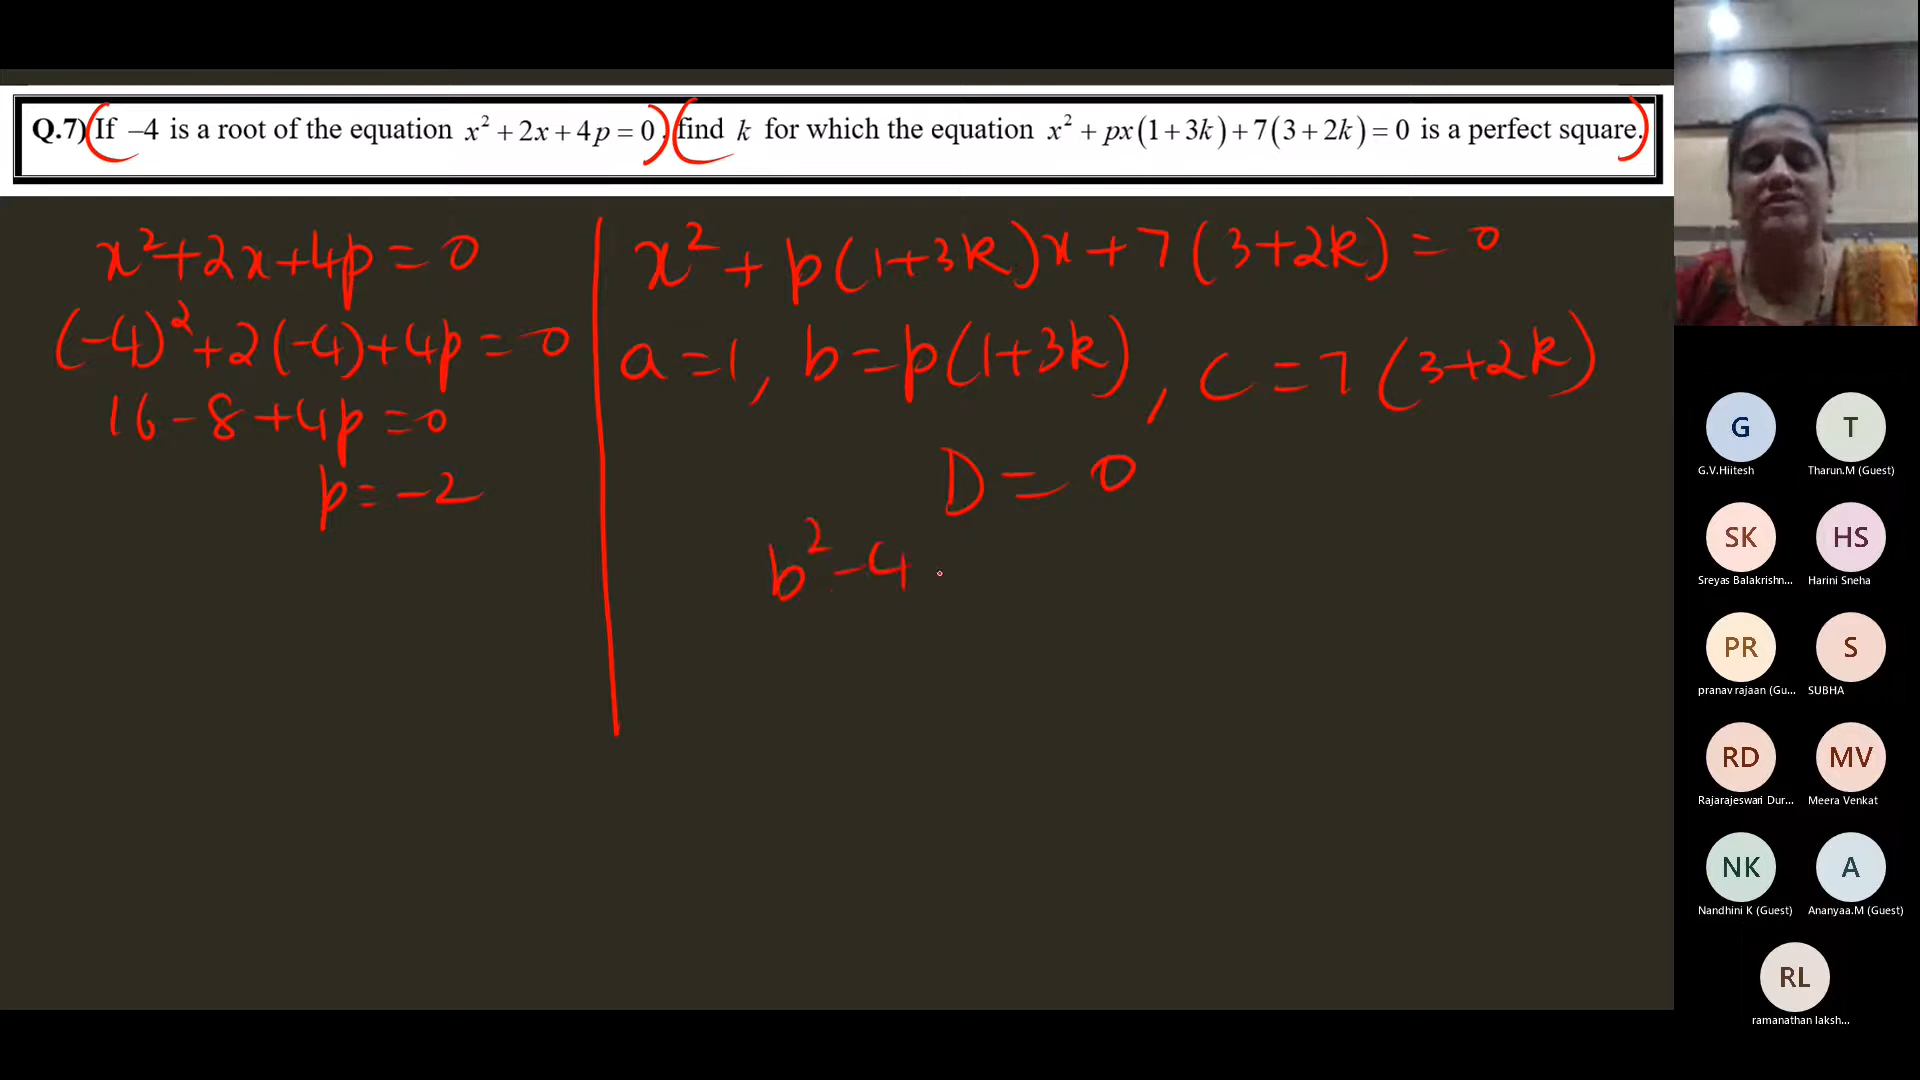 Q.7) If –4 is a root of the equation x² + 2x + 4p = 0, find k for which the equation x² + px(1+3k) + 7(3+2k) = 0 is a perfect square.
x²+2x+4p = 0
(-4)²+2(-4)+4p = 0
16-8+4p = 0
p = -2
x² + p(1+3k)x + 7(3+2k) = 0
a = 1, b = p(1+3k), c = 7(3+2k)
D = 0
b² - 4
G
G.V.Hiitesh
T
Tharun.M (Guest)
SK
Sreyas Balakrishn...
HS
Harini Sneha
PR
pranav rajaan (Gu...
S
SUBHA
RD
Rajarajeswari Dur...
MV
Meera Venkat
NK
Nandhini K (Guest)
A
Ananyaa.M (Guest)
RL
ramanathan laksh...